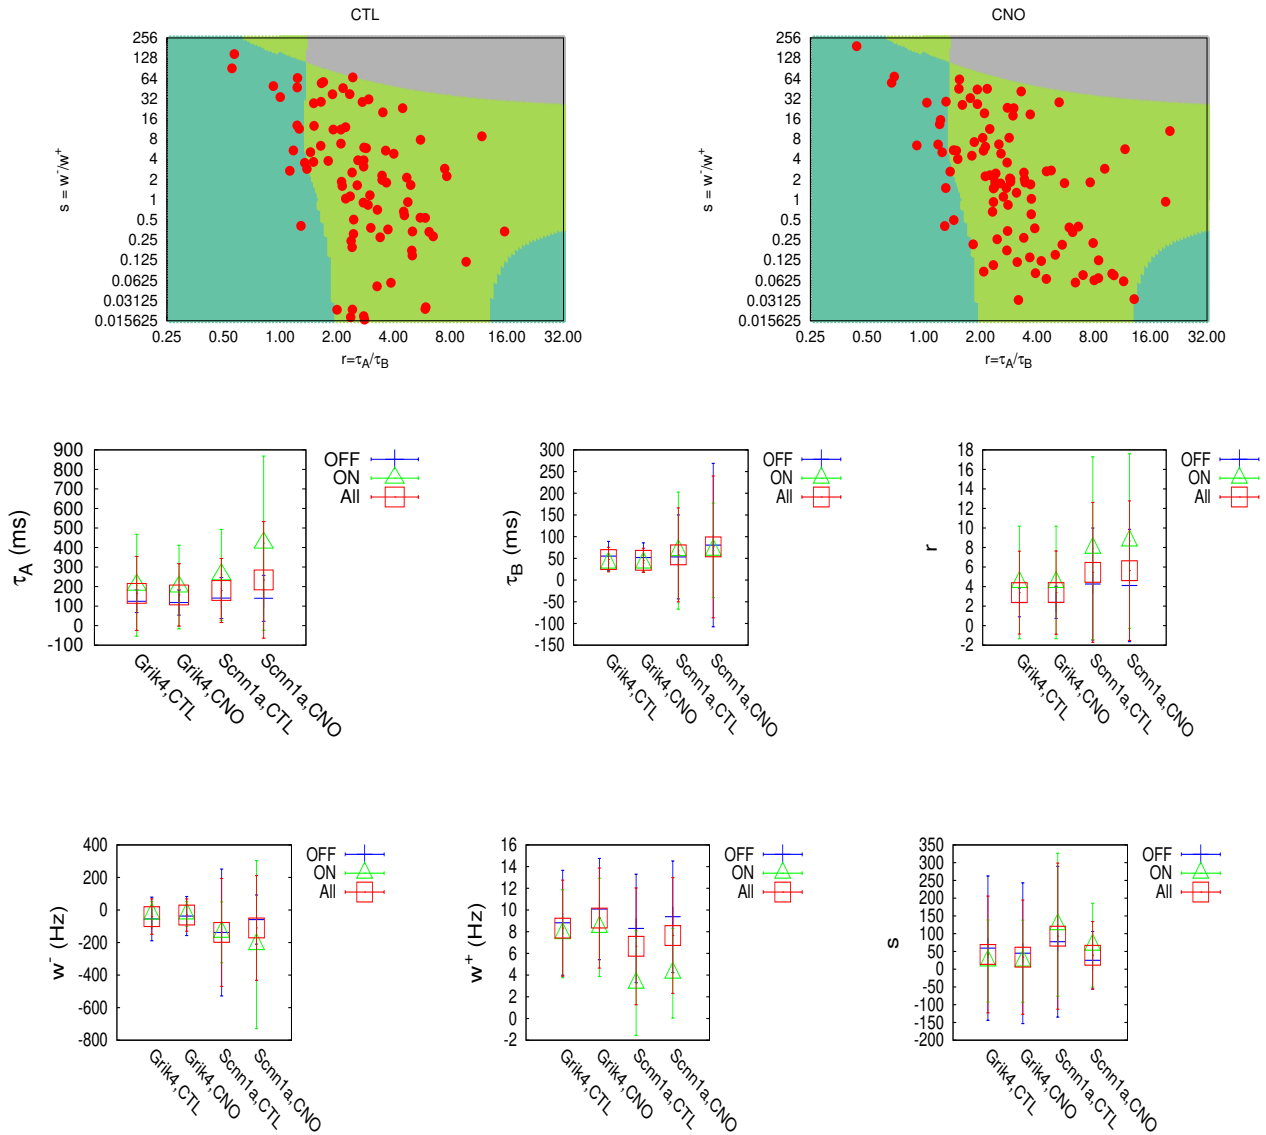 CTL
256
128
64
32
16
8
4
2
1
0.5
0.25
0.125
0.0625
0.03125
0.015625
s = w⁻/w⁺
0.25 0.50 1.00 2.00 4.00 8.00 16.00 32.00
r=τA/τB
CNO
256
128
64
32
16
8
4
2
1
0.5
0.25
0.125
0.0625
0.03125
0.015625
s = w⁻/w⁺
0.25 0.50 1.00 2.00 4.00 8.00 16.00 32.00
r=τA/τB
900
800
700
600
500
400
300
200
100
0
-100
τA (ms)
OFF
ON
All
Grik4,CTL
Grik4,CNO
Scnn1a,CTL
Scnn1a,CNO
300
250
200
150
100
50
0
-50
-100
-150
τB (ms)
OFF
ON
All
Grik4,CTL
Grik4,CNO
Scnn1a,CTL
Scnn1a,CNO
18
16
14
12
10
8
6
4
2
0
-2
r
OFF
ON
All
Grik4,CTL
Grik4,CNO
Scnn1a,CTL
Scnn1a,CNO
400
200
0
-200
-400
-600
-800
w⁻ (Hz)
OFF
ON
All
Grik4,CTL
Grik4,CNO
Scnn1a,CTL
Scnn1a,CNO
16
14
12
10
8
6
4
2
0
-2
w⁺ (Hz)
OFF
ON
All
Grik4,CTL
Grik4,CNO
Scnn1a,CTL
Scnn1a,CNO
350
300
250
200
150
100
50
0
-50
-100
-150
-200
s
OFF
ON
All
Grik4,CTL
Grik4,CNO
Scnn1a,CTL
Scnn1a,CNO